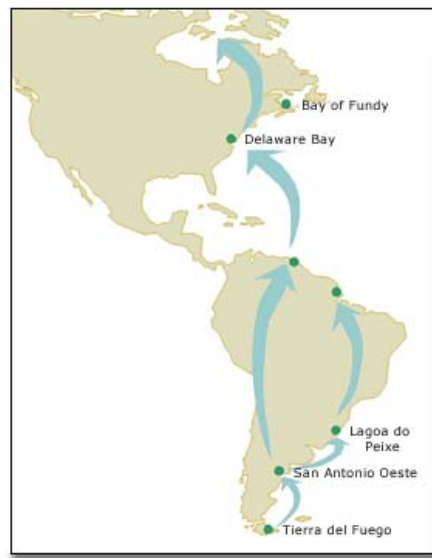 Bay of Fundy
Delaware Bay
Lagoa do
Peixe
San Antonio Oeste
Tierra del Fuego